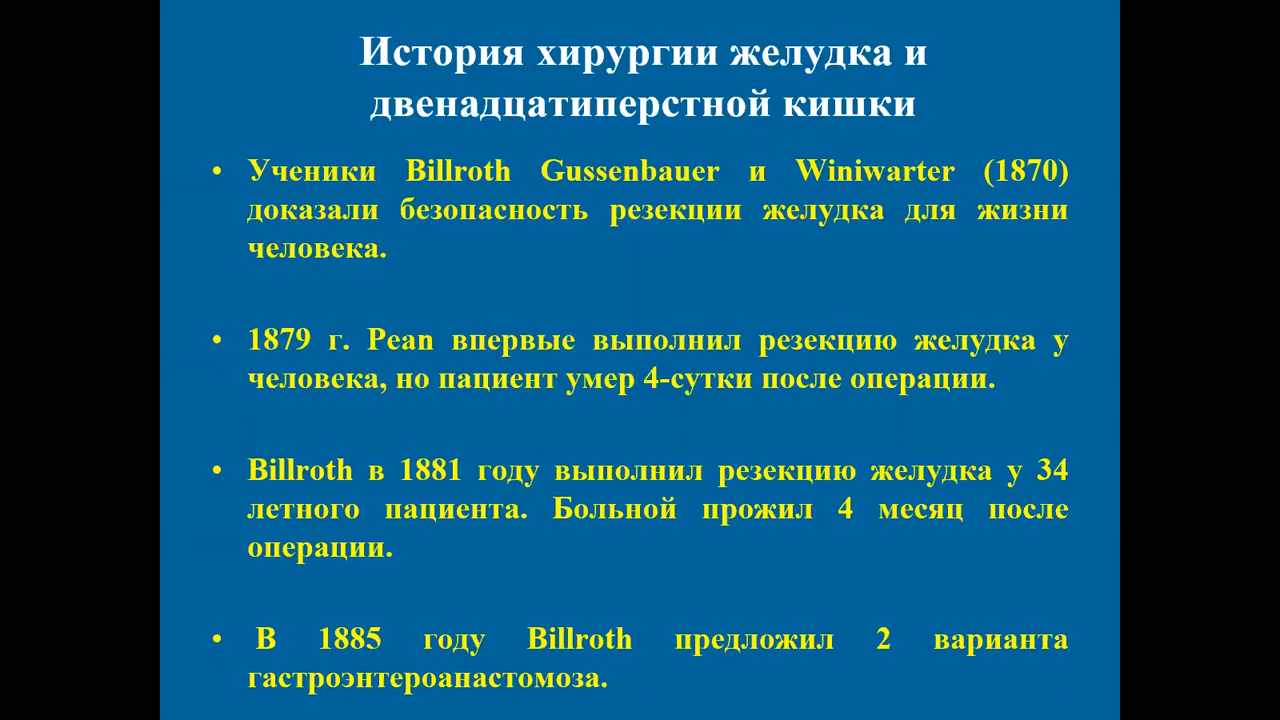 История хирургии желудка и
двенадцатиперстной кишки
• Ученики Billroth Gussenbauer и Winiwarter (1870)
доказали безопасность резекции желудка для жизни
человека.
• 1879 г. Pean впервые выполнил резекцию желудка у
человека, но пациент умер 4-сутки после операции.
• Billroth в 1881 году выполнил резекцию желудка у 34
летного пациента. Больной прожил 4 месяц после
операции.
• В 1885 году Billroth предложил 2 варианта
гастроэнтероанастомоза.